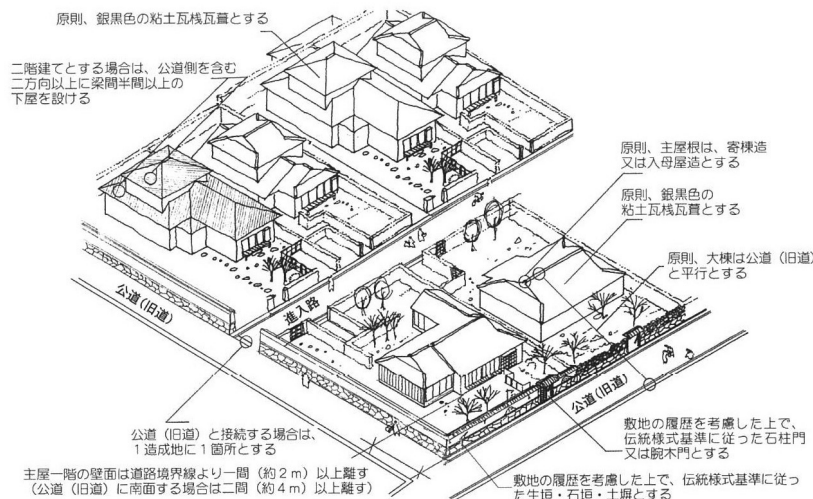 原則、銀黒色の粘土瓦桟瓦葺とする
二階建てとする場合は、公道側を含む
二方向以上に梁間半間以上の
下屋を設ける
原則、主屋根は、寄棟造
又は入母屋造とする
原則、銀黒色の
粘土瓦桟瓦葺とする
原則、大棟は公道（旧道）
と平行とする
公道（旧道）
進入路
公道（旧道）
公道（旧道）と接続する場合は、
１造成地に１箇所とする
主屋一階の壁面は道路境界線より一間（約２ｍ）以上離す
（公道（旧道）に南面する場合は二間（約４ｍ）以上離す）
敷地の履歴を考慮した上で、
伝統様式基準に従った石柱門
又は腕木門とする
敷地の履歴を考慮した上で、伝統様式基準に従っ
た生垣・石垣・土塀とする